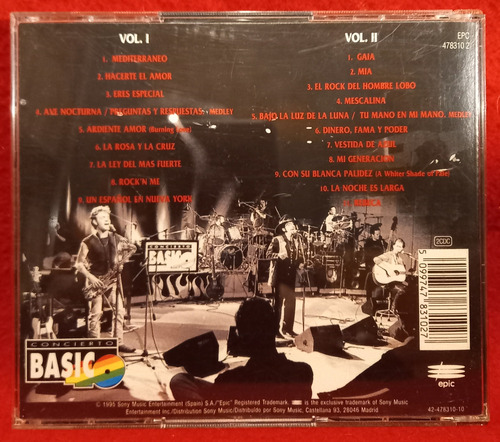 VOL. I
1. MEDITERRANEO
2. HACERTE EL AMOR
3. ERES ESPECIAL
4. AVE NOCTURNA / PREGUNTAS Y RESPUESTAS, MEDLEY
5. ARDIENTE AMOR (Burning Love)
6. LA ROSA Y LA CRUZ
7. LA LEY DEL MAS FUERTE
8. ROCK'N ME
9. UN ESPAÑOL EN NUEVA YORK
VOL. II
1. GAIA
2. MIA
3. EL ROCK DEL HOMBRE LOBO
4. MESCALINA
5. BAJO LA LUZ DE LA LUNA / TU MANO EN MI MANO, MEDLEY
6. DINERO, FAMA Y PODER
7. VESTIDA DE AZUL
8. MI GENERACION
9. CON SU BLANCA PALIDEZ (A Whiter Shade of Pale)
10. LA NOCHE ES LARGA
EPC
478310 2
CONCIERTO
BASICO
CONCIERTO
BASICO
40
2CDC
5 099747 831027
epic
© 1995 Sony Music Entertainment (Spain) S.A./"Epic" Registered Trademark is the exclusive trademark of Sony Music
Entertainment Inc./Distribution Sony Music/Distribuido por Sony Music, Castellana 93, 28046 Madrid
42-478310-10